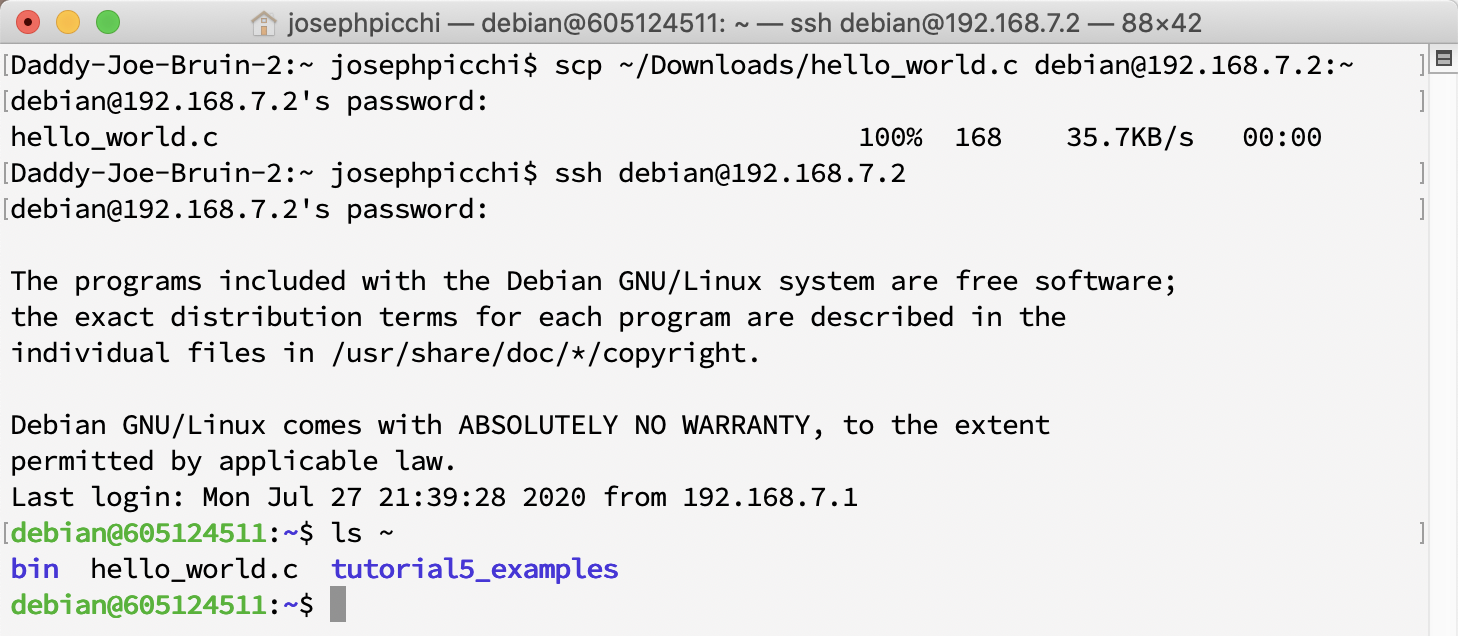 josephpicchi — debian@605124511: ~ — ssh debian@192.168.7.2 — 88×42
[Daddy-Joe-Bruin-2:~ josephpicchi$ scp ~/Downloads/hello_world.c debian@192.168.7.2:~ ]
[debian@192.168.7.2's password: ]
hello_world.c 100% 168 35.7KB/s 00:00
[Daddy-Joe-Bruin-2:~ josephpicchi$ ssh debian@192.168.7.2 ]
[debian@192.168.7.2's password: ]
The programs included with the Debian GNU/Linux system are free software;
the exact distribution terms for each program are described in the
individual files in /usr/share/doc/*/copyright.
Debian GNU/Linux comes with ABSOLUTELY NO WARRANTY, to the extent
permitted by applicable law.
Last login: Mon Jul 27 21:39:28 2020 from 192.168.7.1
[debian@605124511:~$ ls ~ ]
bin hello_world.c tutorial5_examples
debian@605124511:~$